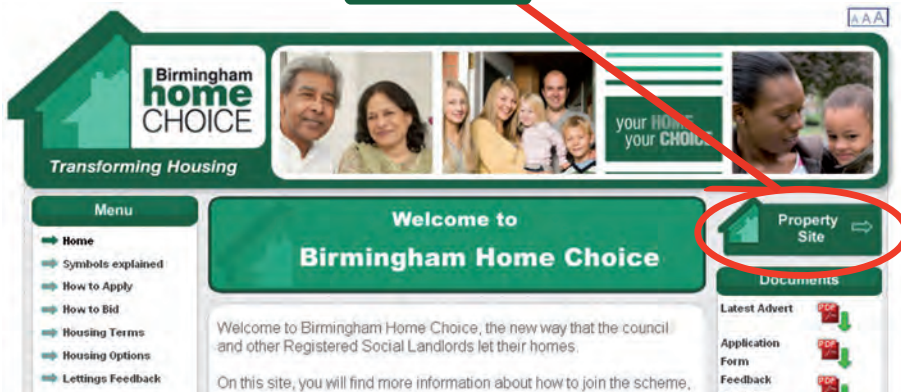 AAA
Birmingham
home
CHOICE
Transforming Housing
your HOME
your CHOICE
Menu
Home
Symbols explained
How to Apply
How to Bid
Housing Terms
Housing Options
Lettings Feedback
Welcome to
Birmingham Home Choice
Welcome to Birmingham Home Choice, the new way that the council
and other Registered Social Landlords let their homes.
On this site, you will find more information about how to join the scheme,
Property
Site
Documents
Latest Advert
PDF
Application
Form
PDF
Feedback
PDF